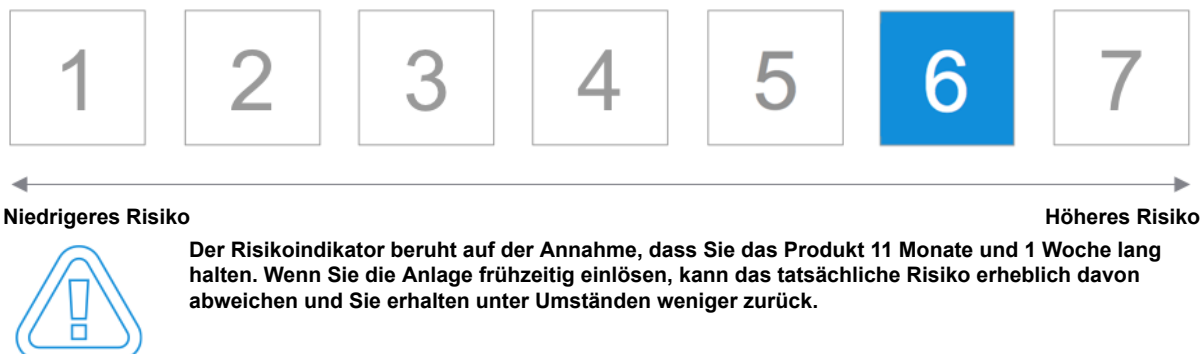 1 2 3 4 5 6 7
Niedrigeres Risiko Höheres Risiko
Der Risikoindikator beruht auf der Annahme, dass Sie das Produkt 11 Monate und 1 Woche lang
halten. Wenn Sie die Anlage frühzeitig einlösen, kann das tatsächliche Risiko erheblich davon
abweichen und Sie erhalten unter Umständen weniger zurück.